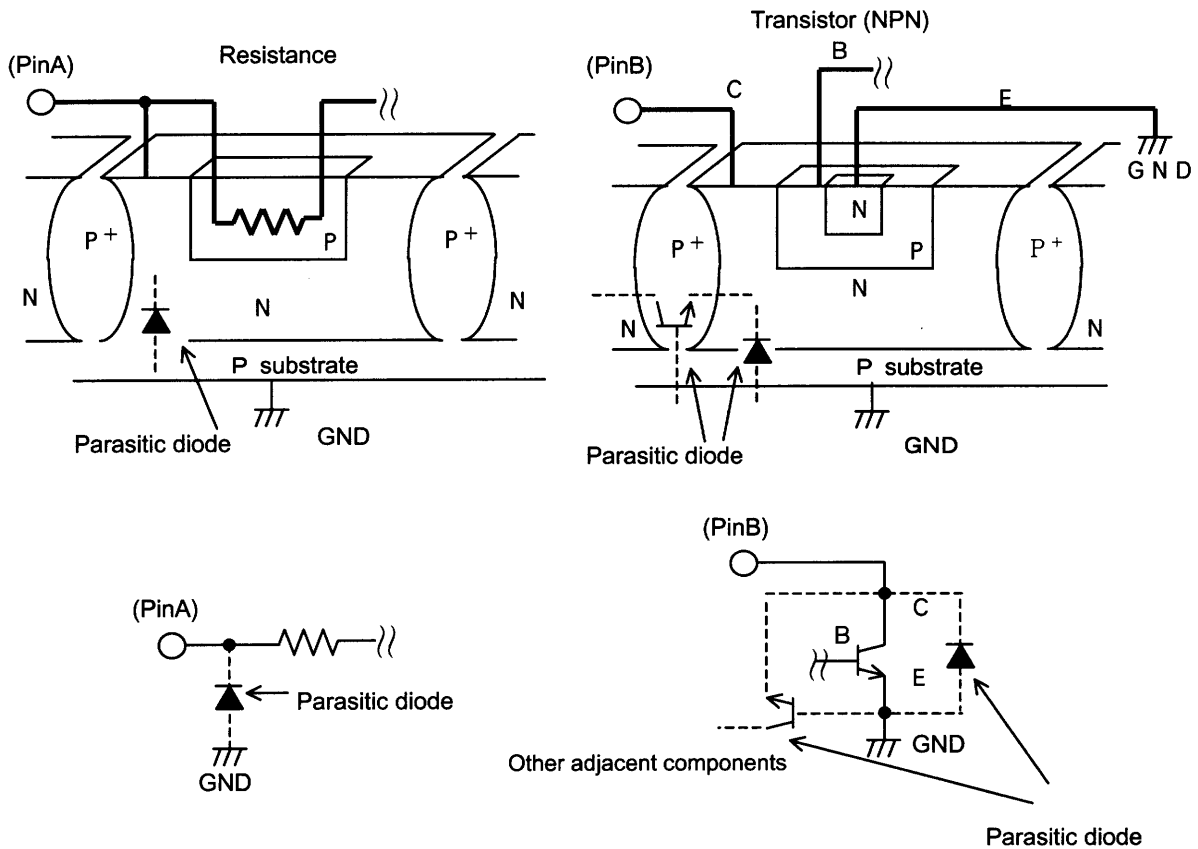 Transistor (NPN)
Resistance
B
(PinA)
(PinB)
C
E
G N D
N
P+
P+
P
P+
P+
P
N
N
N
N
N
N
P substrate
P substrate
GND
GND
Parasitic diode
Parasitic diode
(PinB)
(PinA)
C
B
E
Parasitic diode
GND
GND
Other adjacent components
Parasitic diode